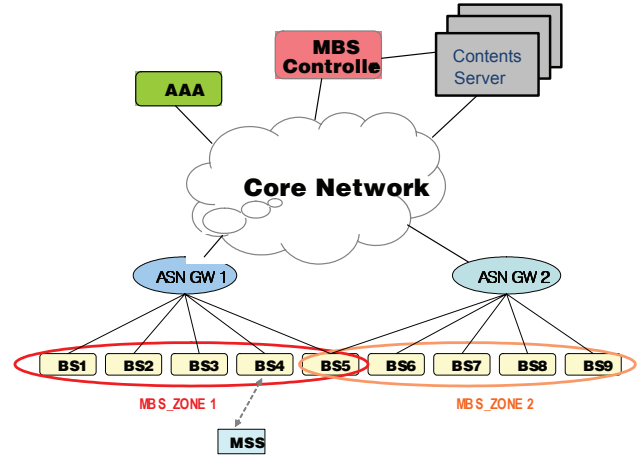 MBS
Controlle
Contents
Server
AAA
Core Network
ASN GW 1
ASN GW 2
BS1
BS2
BS3
BS4
BS5
BS6
BS7
BS8
BS9
MBS_ZONE 1
MBS_ZONE 2
MSS